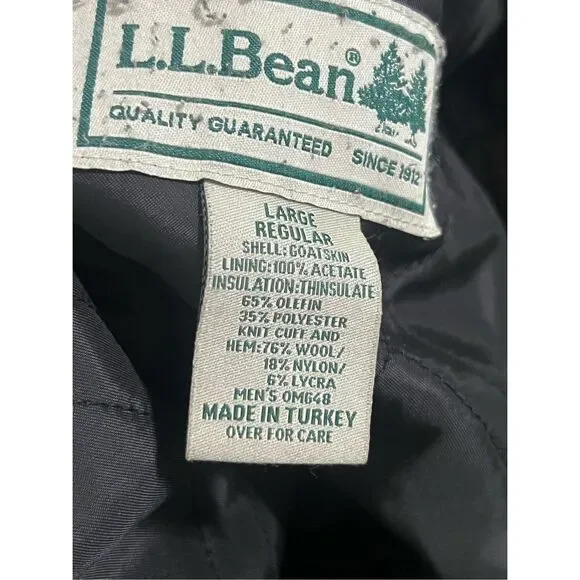 L.L.Bean®
QUALITY GUARANTEED SINCE 1912
LARGE
REGULAR
SHELL: GOATSKIN
LINING: 100% ACETATE
INSULATION: THINSULATE
65% OLEFIN
35% POLYESTER
KNIT CUFF AND
HEM: 76% WOOL/
18% NYLON/
6% LYCRA
MEN'S OM648
MADE IN TURKEY
OVER FOR CARE